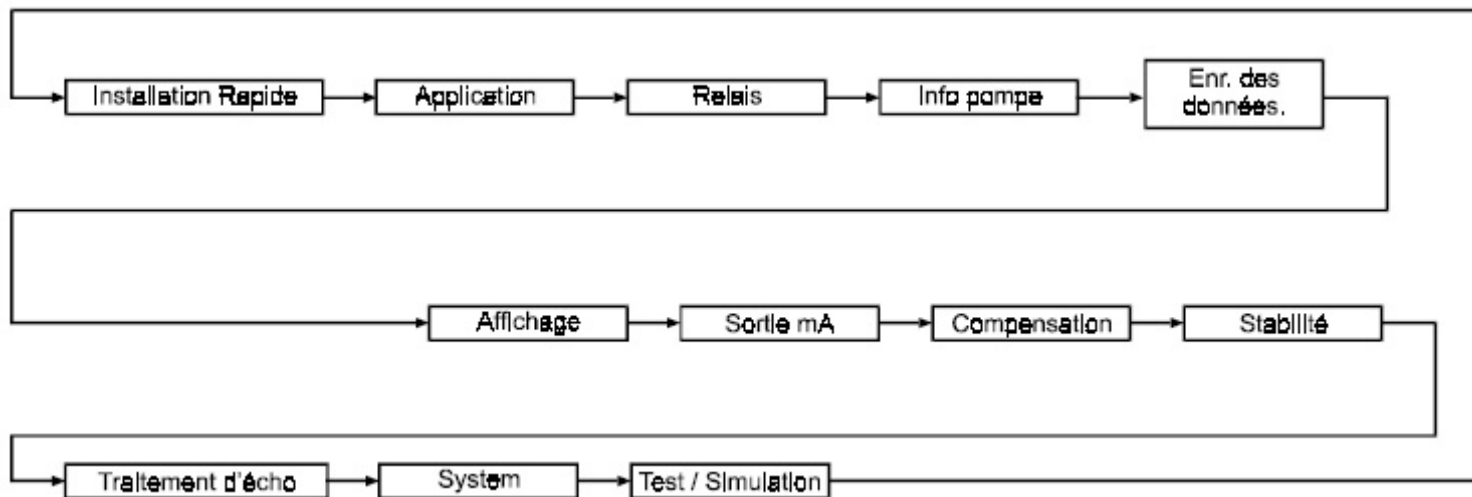 Installation Rapide
Application
Relais
Info pompe
Enr. des
données.
Affichage
Sortie mA
Compensation
Stabilité
Traitement d'écho
System
Test / Simulation